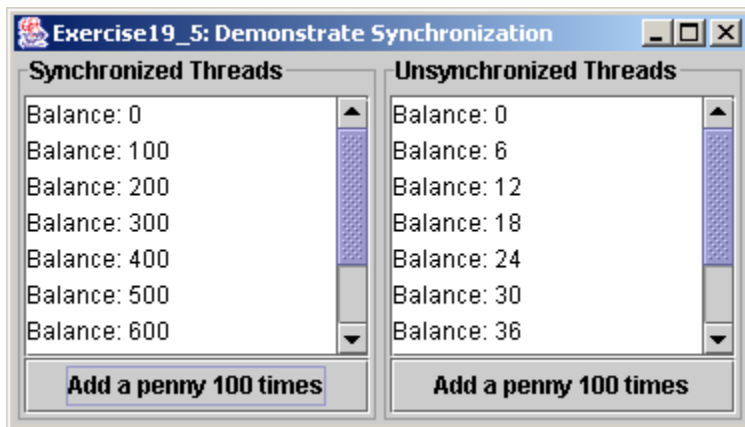 Exercise19_5: Demonstrate Synchronization
Synchronized Threads
Balance: 0
Balance: 100
Balance: 200
Balance: 300
Balance: 400
Balance: 500
Balance: 600
Add a penny 100 times
Unsynchronized Threads
Balance: 0
Balance: 6
Balance: 12
Balance: 18
Balance: 24
Balance: 30
Balance: 36
Add a penny 100 times